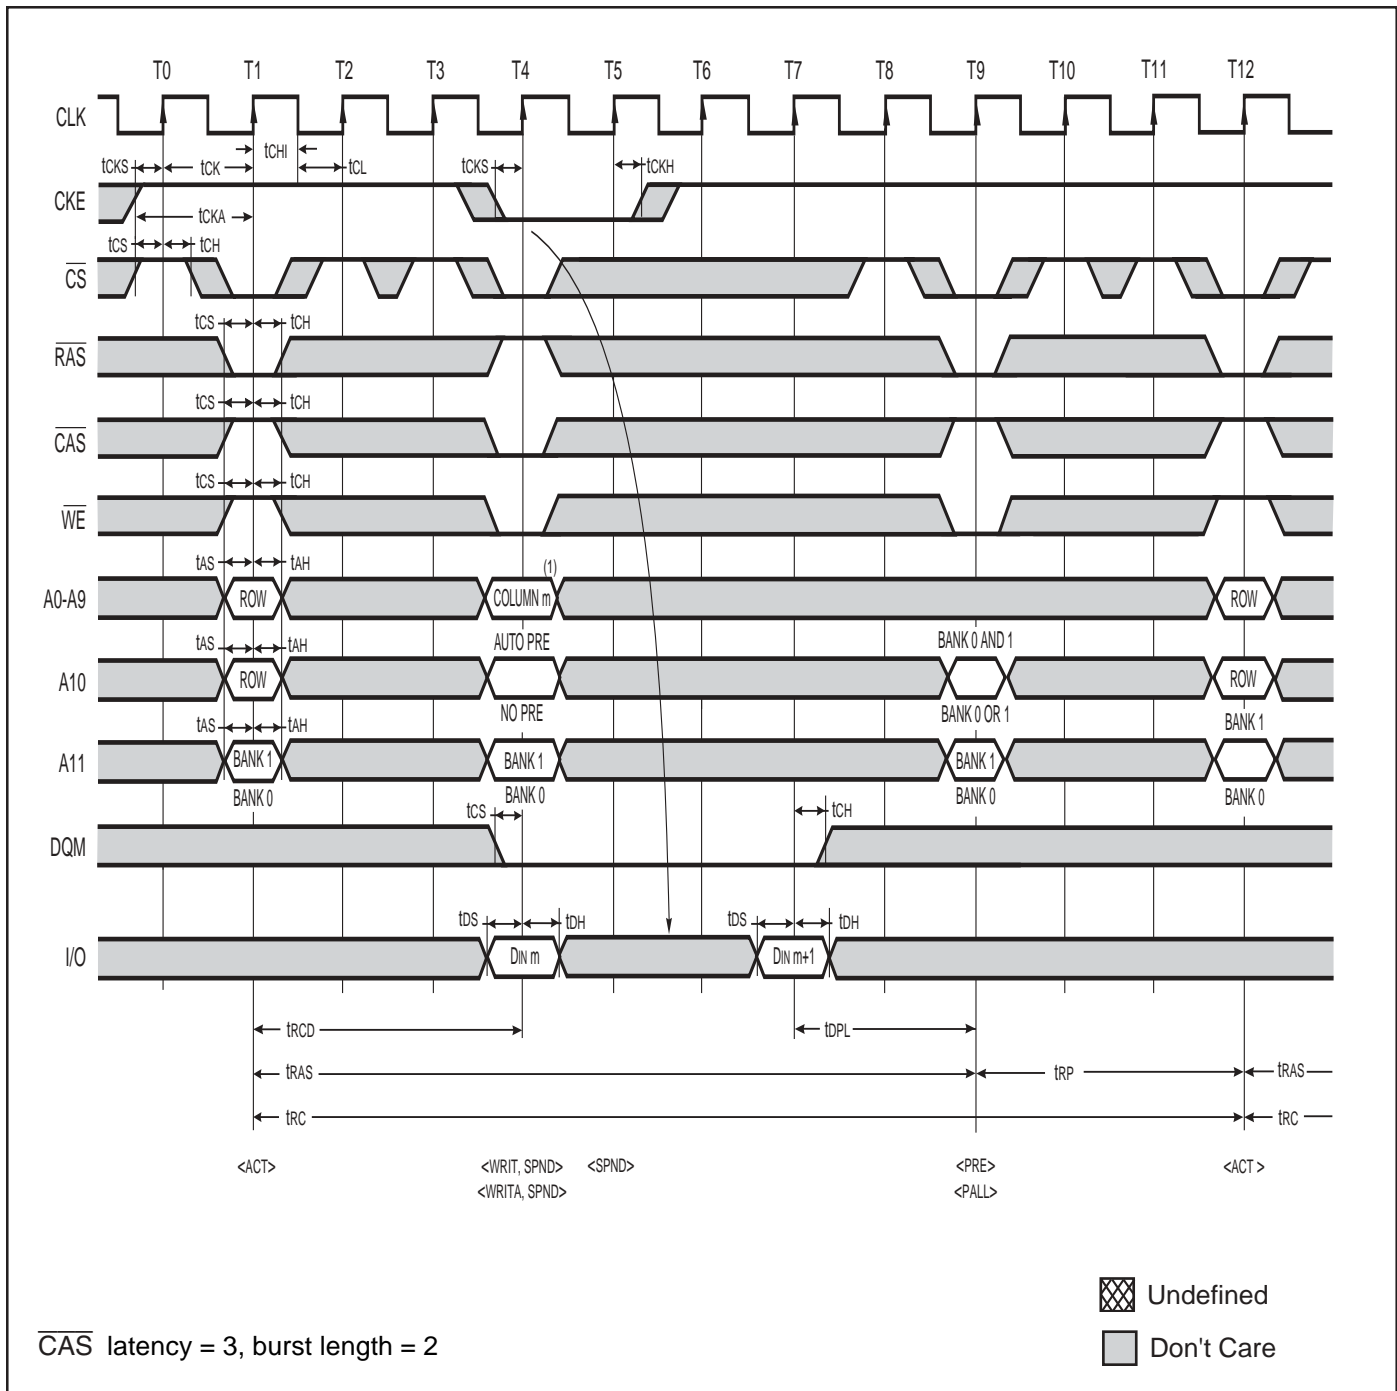 T0 T1 T2 T3 T4 T5 T6 T7 T8 T9 T10 T11 T12
CLK
tCHI
tCKS tCK tCL tCKS tCKH
CKE
tCKA
tCS tCH
CS
tCS tCH
RAS
tCS tCH
CAS
tCS tCH
WE
tAS tAH (1)
A0-A9 ROW COLUMN m ROW
tAS tAH AUTO PRE BANK 0 AND 1
A10 ROW ROW
NO PRE BANK 0 OR 1 BANK 1
tAS tAH
A11 BANK 1 BANK 1 BANK 1
BANK 0 BANK 0 BANK 0 BANK 0
tCS tCH
DQM
tDS tDH tDS tDH
I/O DIN m DIN m+1
tRCD tDPL
tRAS tRP tRAS
tRC tRC
<ACT> <WRIT, SPND> <SPND> <PRE> <ACT >
<WRITA, SPND> <PALL>
Undefined
CAS latency = 3, burst length = 2
Don't Care